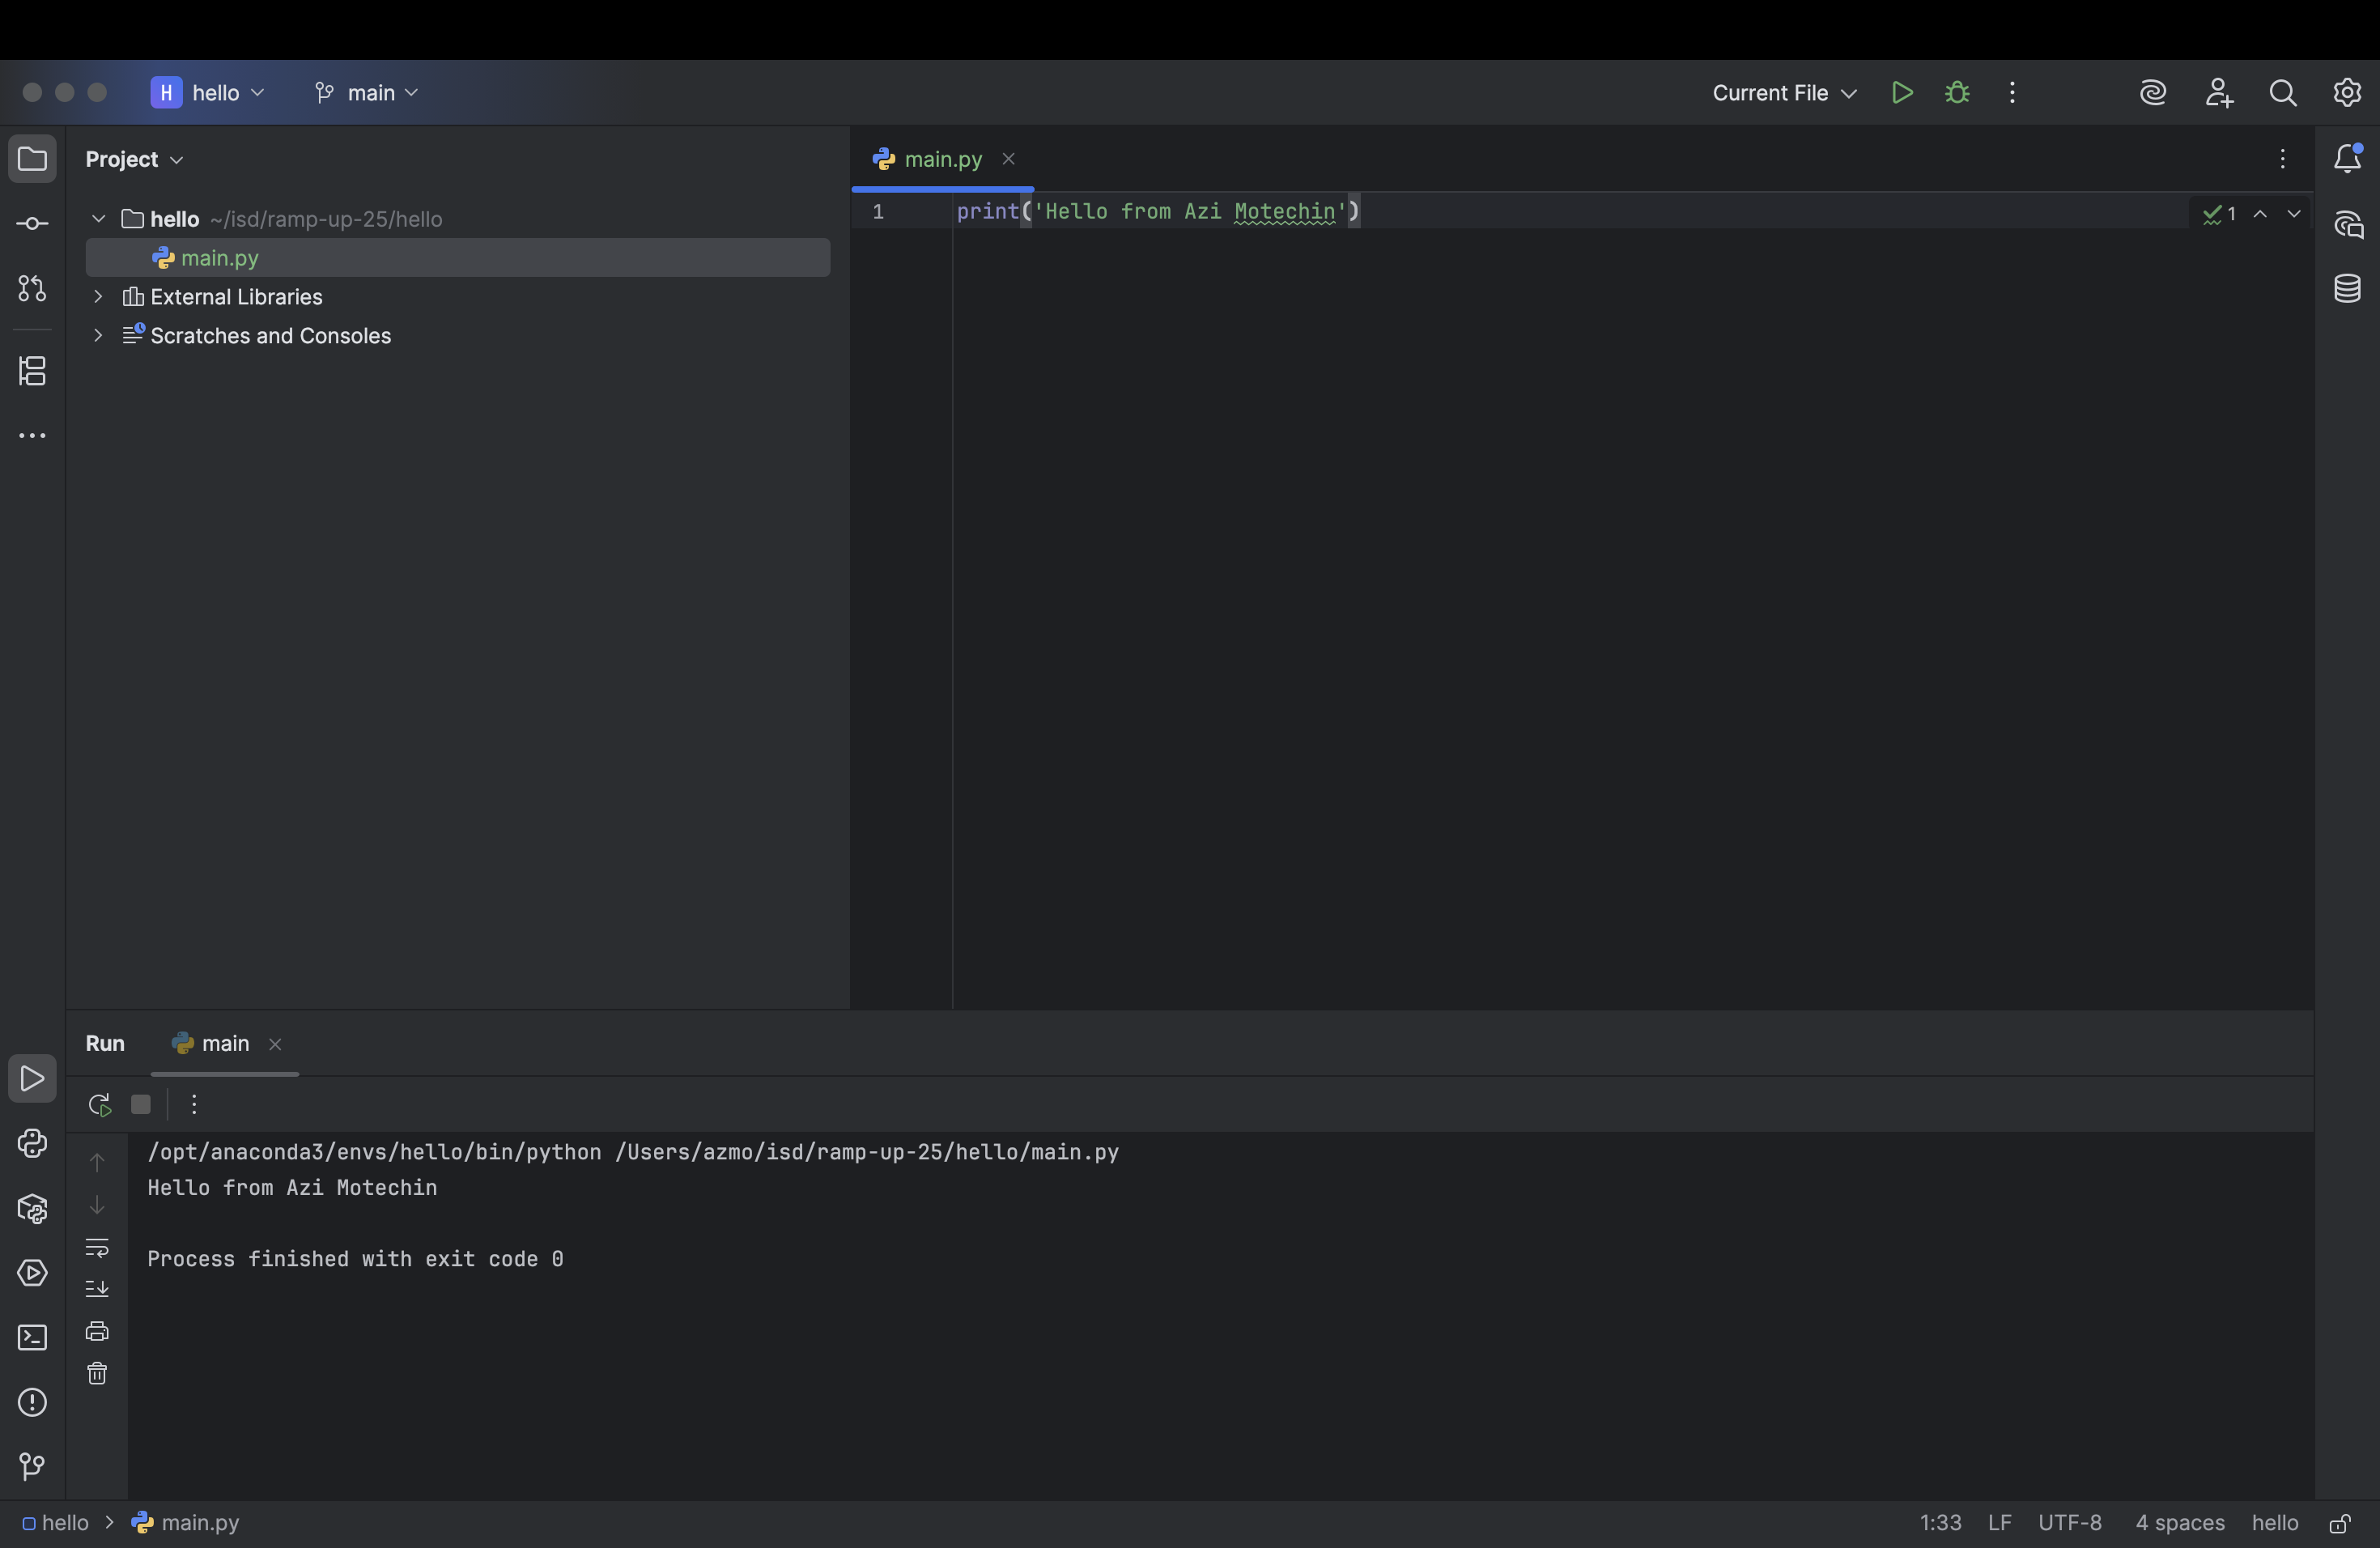 H hello main Current File
Project
main.py
hello ~/isd/ramp-up-25/hello
main.py
External Libraries
Scratches and Consoles
1 print('Hello from Azi Motechin') 1
Run main
/opt/anaconda3/envs/hello/bin/python /Users/azmo/isd/ramp-up-25/hello/main.py
Hello from Azi Motechin
Process finished with exit code 0
hello main.py 1:33 LF UTF-8 4 spaces hello